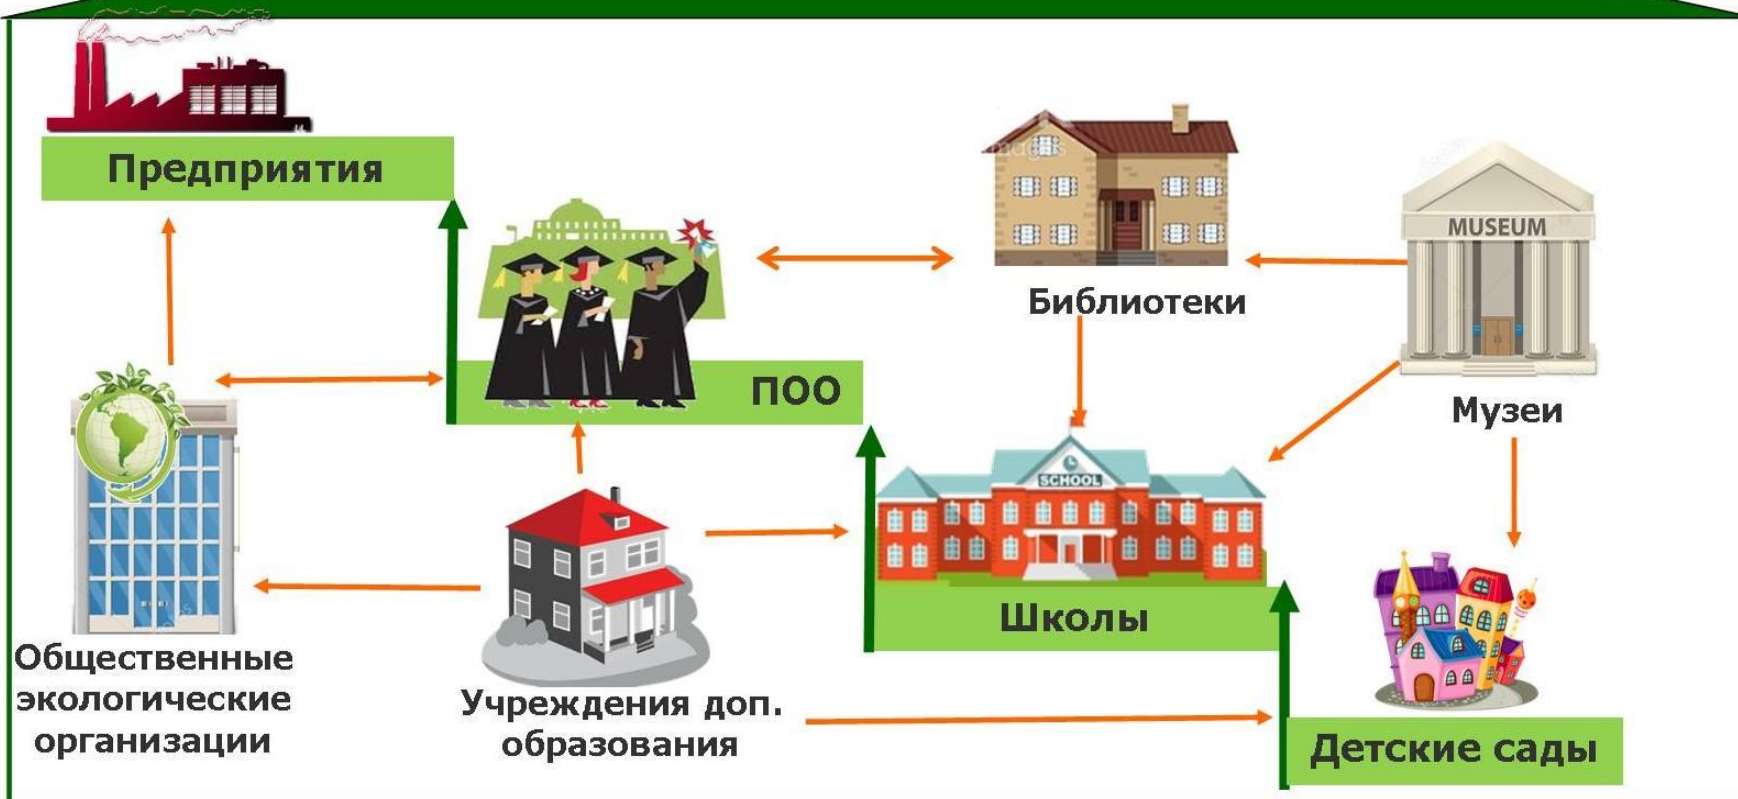 Предприятия
MUSEUM
Библиотеки
ПОО
Музеи
SCHOOL
Школы
Общественные
экологические
организации
Учреждения доп.
образования
Детские сады